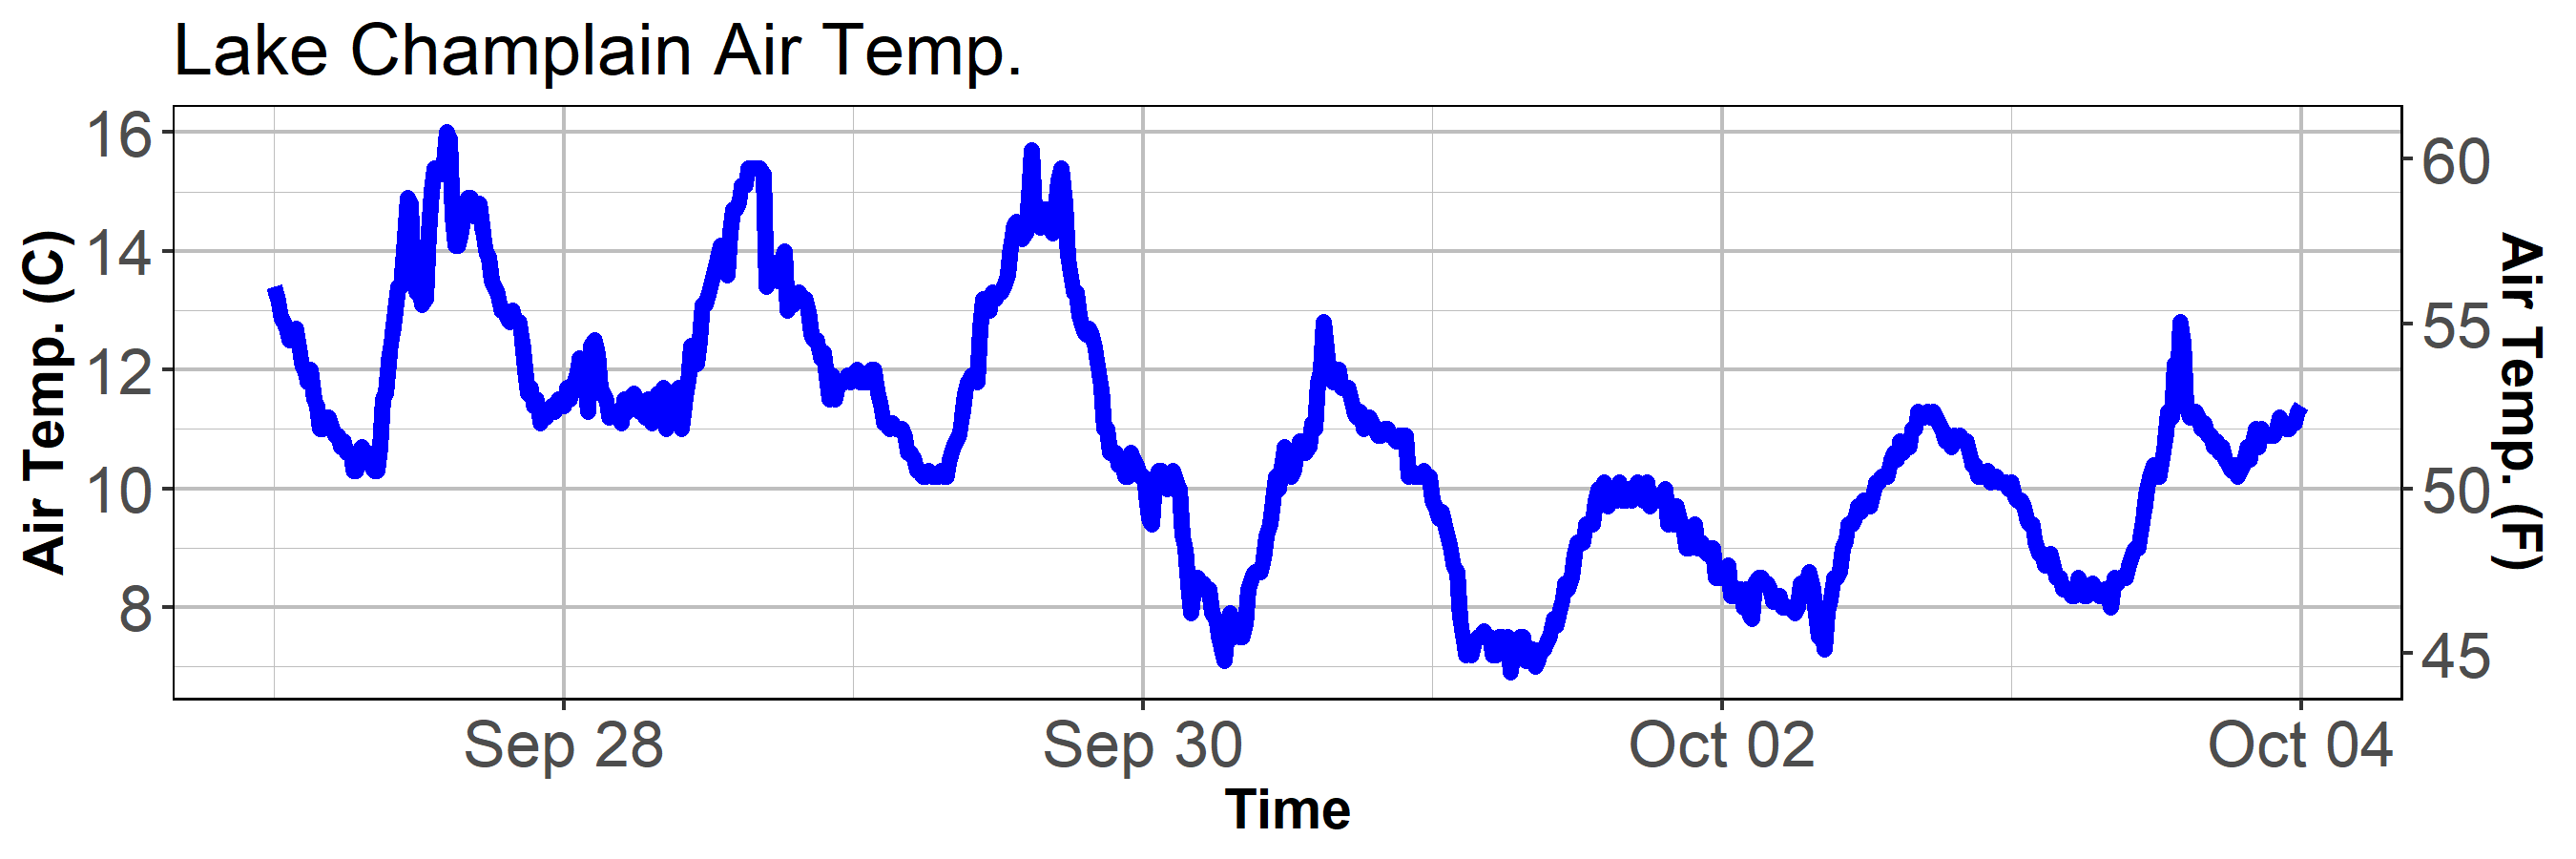 Lake Champlain Air Temp.
Air Temp. (C)
16
14
12
10
8
60
55
50
45
Air Temp. (F)
Sep 28 Sep 30 Oct 02 Oct 04
Time